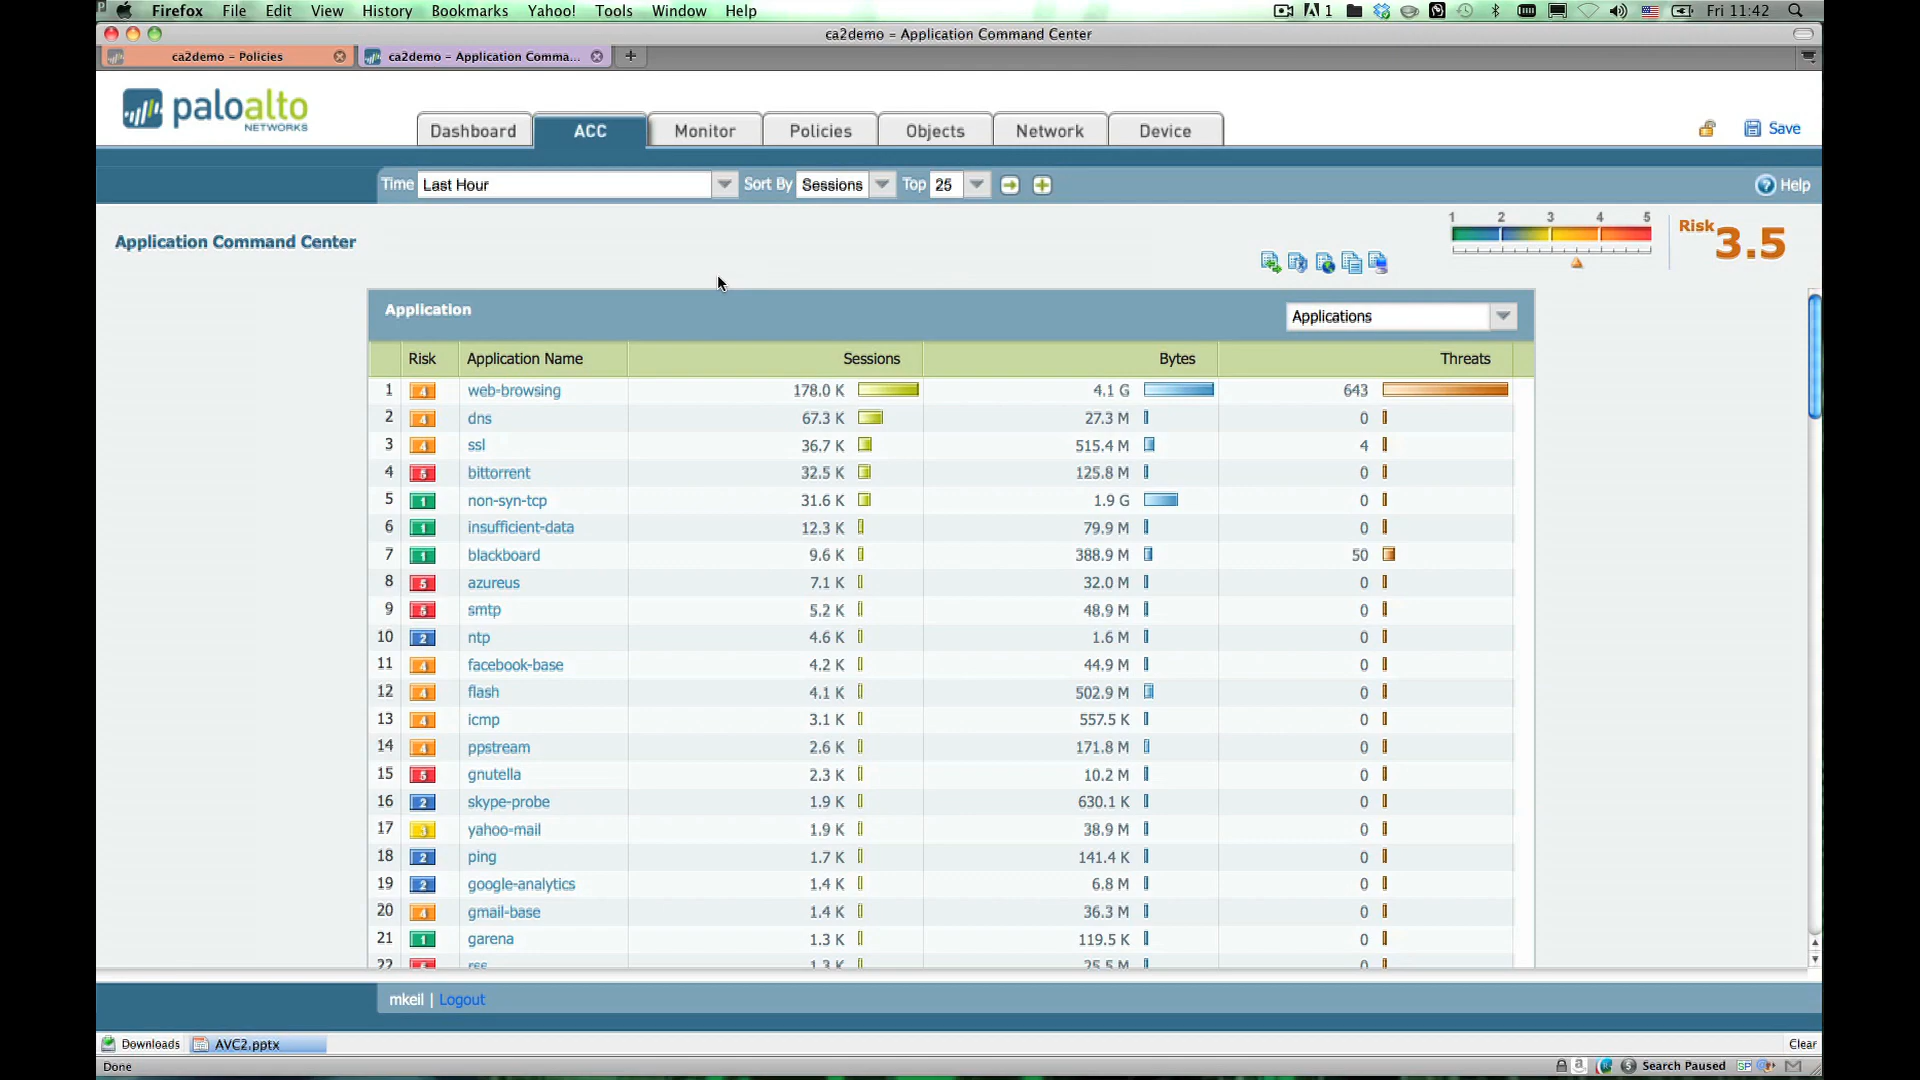 Firefox File Edit View History Bookmarks Yahoo! Tools Window Help 1 Fri 11:42
ca2demo – Application Command Center
ca2demo – Policies ca2demo – Application Comma...
paloalto
NETWORKS
Dashboard ACC Monitor Policies Objects Network Device Save
Time Last Hour Sort By Sessions Top 25 Help
Application Command Center
1 2 3 4 5
Risk 3.5
Application Applications
Risk Application Name Sessions Bytes Threats
1 4 web-browsing 178.0 K 4.1 G 643
2 4 dns 67.3 K 27.3 M 0
3 4 ssl 36.7 K 515.4 M 4
4 5 bittorrent 32.5 K 125.8 M 0
5 1 non-syn-tcp 31.6 K 1.9 G 0
6 1 insufficient-data 12.3 K 79.9 M 0
7 1 blackboard 9.6 K 388.9 M 50
8 5 azureus 7.1 K 32.0 M 0
9 5 smtp 5.2 K 48.9 M 0
10 2 ntp 4.6 K 1.6 M 0
11 4 facebook-base 4.2 K 44.9 M 0
12 4 flash 4.1 K 502.9 M 0
13 4 icmp 3.1 K 557.5 K 0
14 4 ppstream 2.6 K 171.8 M 0
15 5 gnutella 2.3 K 10.2 M 0
16 2 skype-probe 1.9 K 630.1 K 0
17 3 yahoo-mail 1.9 K 38.9 M 0
18 2 ping 1.7 K 141.4 K 0
19 2 google-analytics 1.4 K 6.8 M 0
20 4 gmail-base 1.4 K 36.3 M 0
21 1 garena 1.3 K 119.5 K 0
22 5 rss 1.3 K 25.5 M 0
mkeil | Logout
Downloads AVC2.pptx Clear
Done Search Paused SP